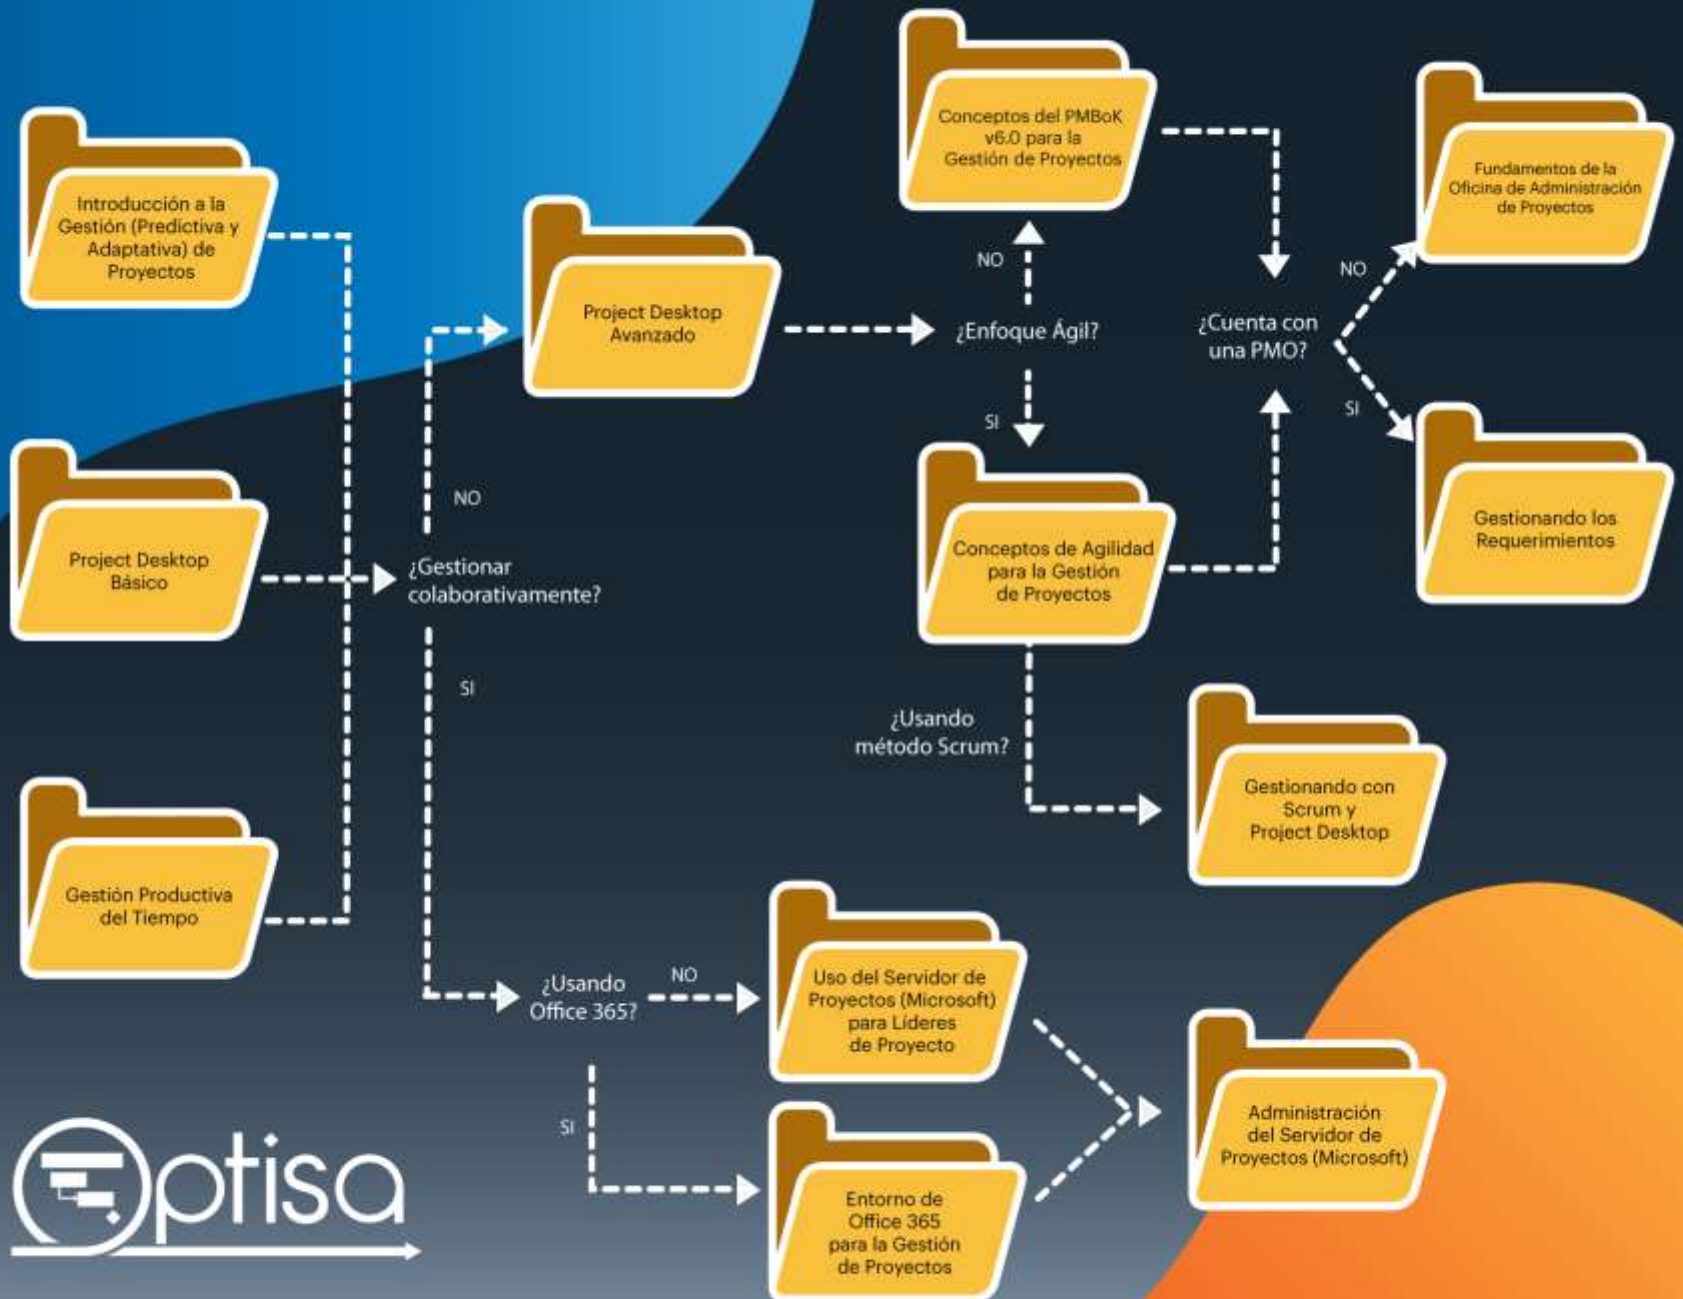 Conceptos del PMBoK
v6.0 para la
Gestión de Proyectos
Fundamentos de la
Oficina de Administración
de Proyectos
Introducción a la
Gestión (Predictiva y
Adaptativa) de
Proyectos
Project Desktop
Avanzado
NO
¿Enfoque Ágil?
SI
¿Cuenta con
una PMO?
NO
SI
Project Desktop
Básico
NO
¿Gestionar
colaborativamente?
SI
Conceptos de Agilidad
para la Gestión
de Proyectos
Gestionando los
Requerimientos
¿Usando
método Scrum?
Gestionando con
Scrum y
Project Desktop
Gestión Productiva
del Tiempo
¿Usando
Office 365?
NO
SI
Uso del Servidor de
Proyectos (Microsoft)
para Líderes
de Proyecto
Entorno de
Office 365
para la Gestión
de Proyectos
Administración
del Servidor de
Proyectos (Microsoft)
Optisa